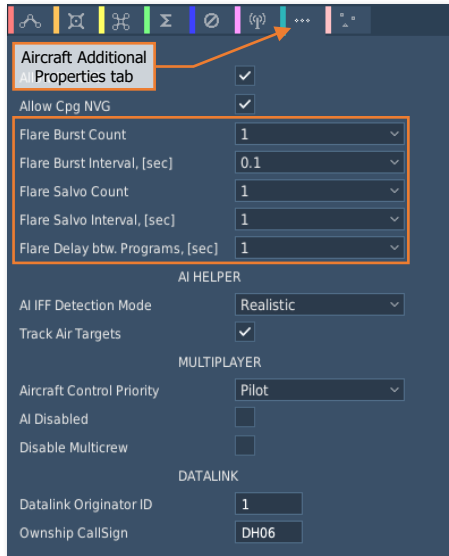 Σ
Aircraft Additional
Properties tab
Allow Cpg NVG
Flare Burst Count 1
Flare Burst Interval, [sec] 0.1
Flare Salvo Count 1
Flare Salvo Interval, [sec] 1
Flare Delay btw. Programs, [sec] 1
AI HELPER
AI IFF Detection Mode Realistic
Track Air Targets
MULTIPLAYER
Aircraft Control Priority Pilot
AI Disabled
Disable Multicrew
DATALINK
Datalink Originator ID 1
Ownship CallSign DH06